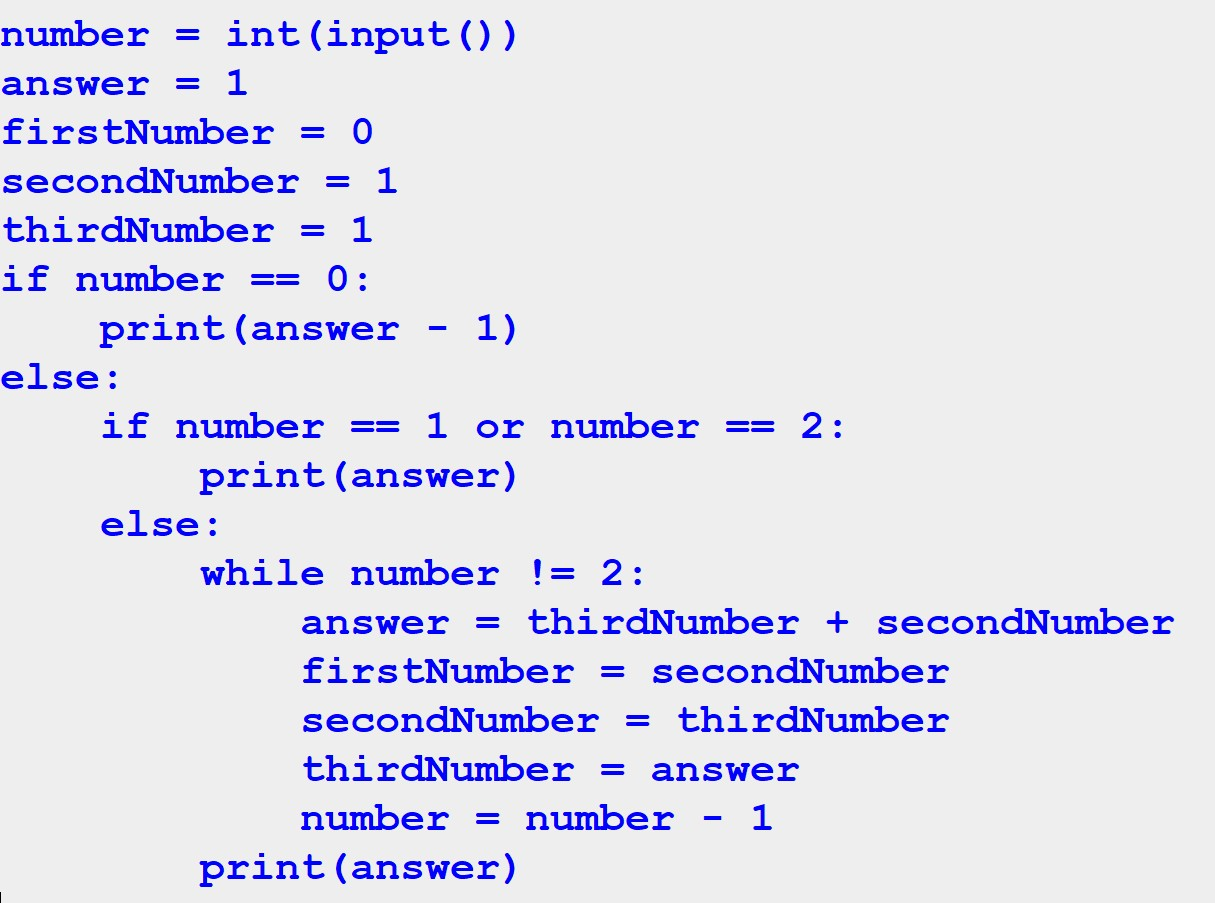 number = int(input())
answer = 1
firstNumber = 0
secondNumber = 1
thirdNumber = 1
if number == 0:
    print(answer - 1)
else:
    if number == 1 or number == 2:
        print(answer)
    else:
        while number != 2:
            answer = thirdNumber + secondNumber
            firstNumber = secondNumber
            secondNumber = thirdNumber
            thirdNumber = answer
            number = number - 1
        print(answer)